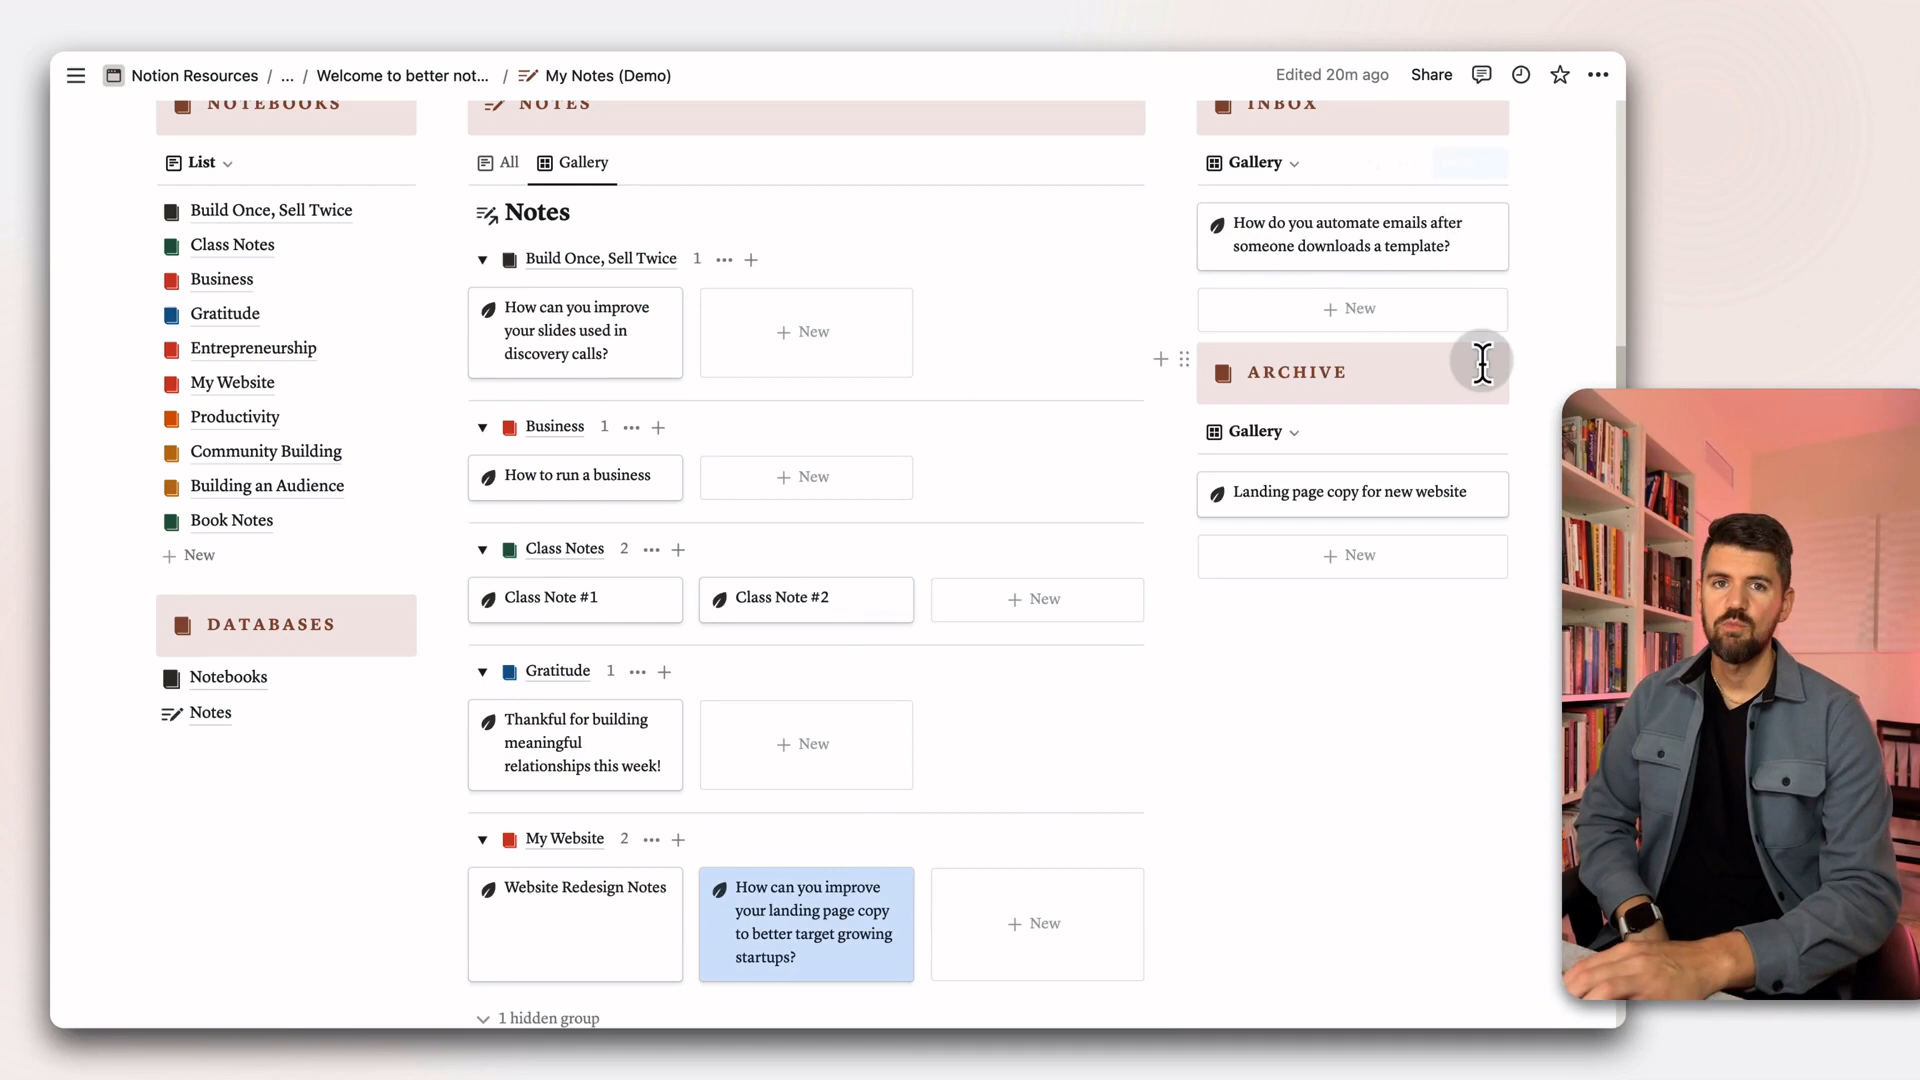 Notion Resources / ... / Welcome to better not... / My Notes (Demo)
Edited 20m ago Share
NOTEBOOKS
List
Build Once, Sell Twice
Class Notes
Business
Gratitude
Entrepreneurship
My Website
Productivity
Community Building
Building an Audience
Book Notes
+ New
DATABASES
Notebooks
Notes
NOTES
All Gallery
Notes
Build Once, Sell Twice 1 ... +
How can you improve
your slides used in
discovery calls?
+ New
Business 1 ... +
How to run a business
+ New
Class Notes 2 ... +
Class Note #1
Class Note #2
+ New
Gratitude 1 ... +
Thankful for building
meaningful
relationships this week!
+ New
My Website 2 ... +
Website Redesign Notes
How can you improve
your landing page copy
to better target growing
startups?
+ New
1 hidden group
INBOX
Gallery
How do you automate emails after
someone downloads a template?
+ New
ARCHIVE
Gallery
Landing page copy for new website
+ New